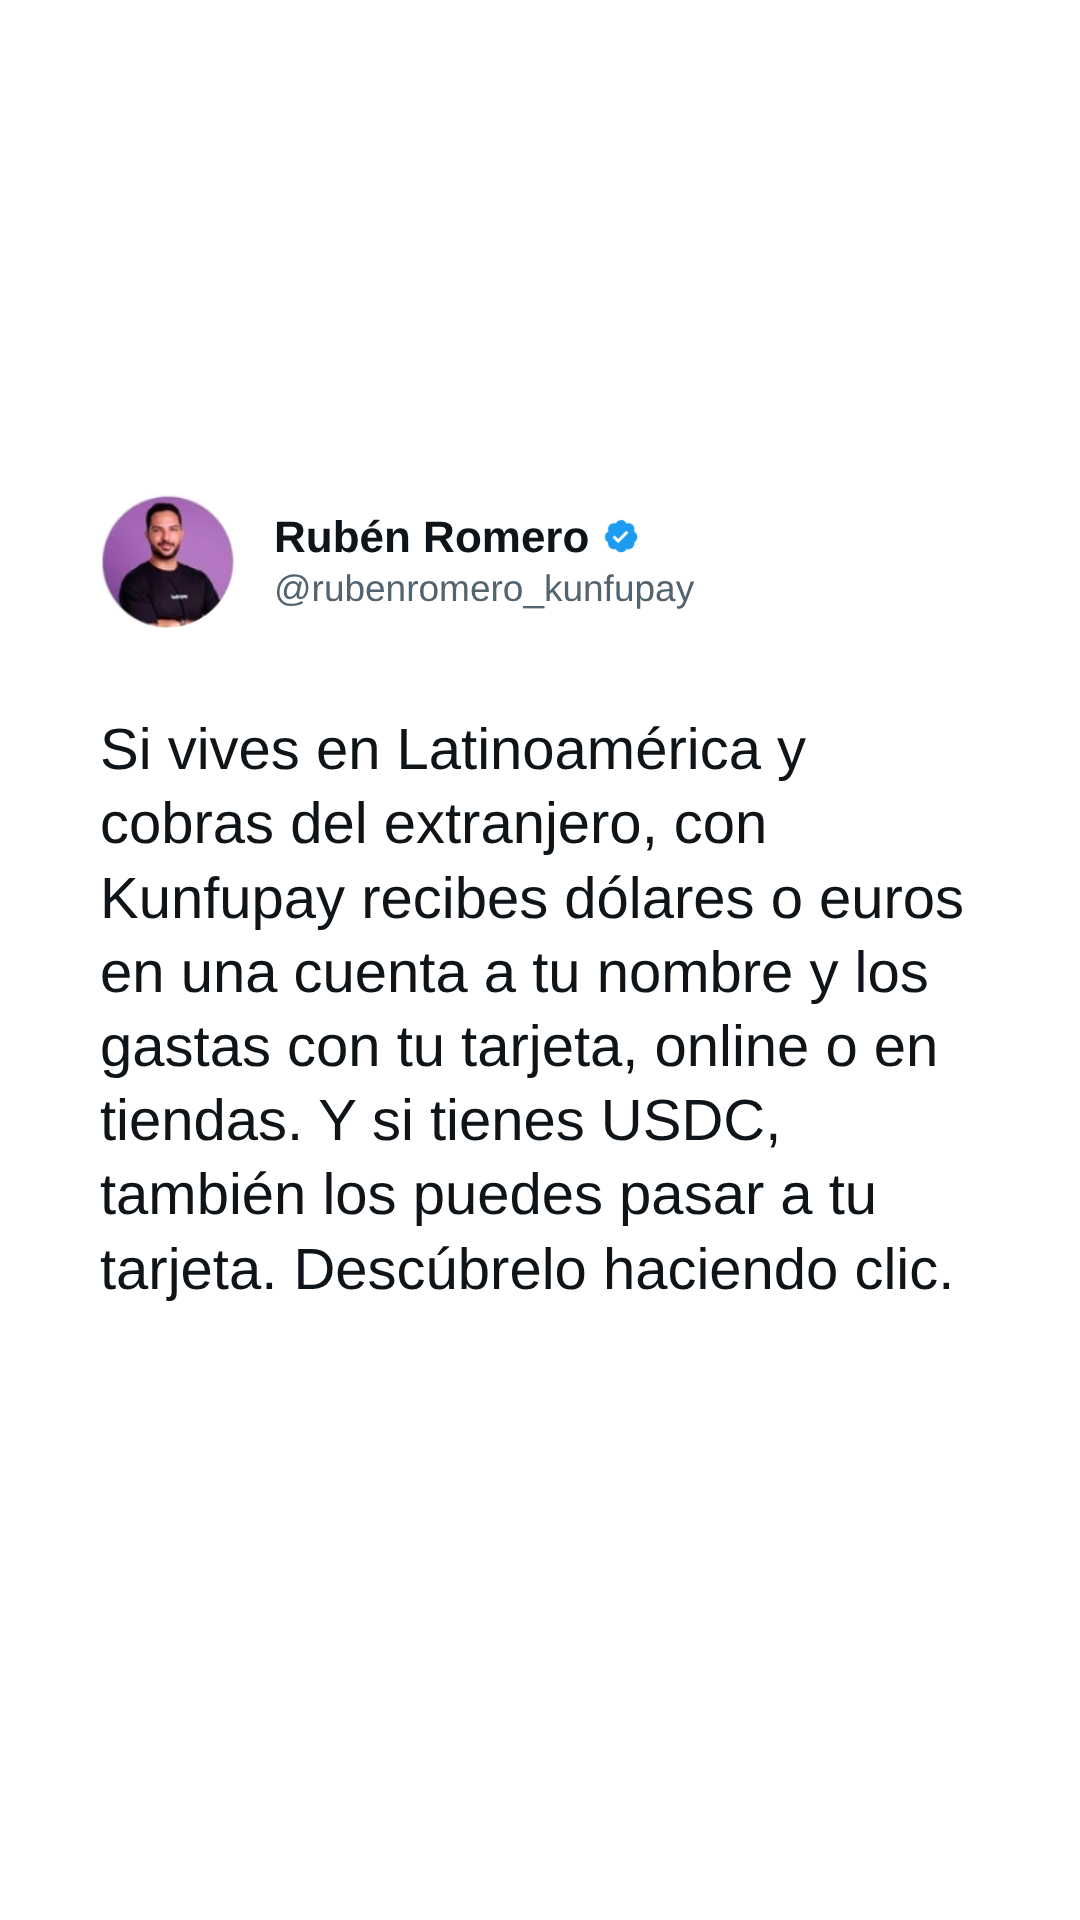 Rubén Romero
@rubenromero_kunfupay
Si vives en Latinoamérica y
cobras del extranjero, con
Kunfupay recibes dólares o euros
en una cuenta a tu nombre y los
gastas con tu tarjeta, online o en
tiendas. Y si tienes USDC,
también los puedes pasar a tu
tarjeta. Descúbrelo haciendo clic.